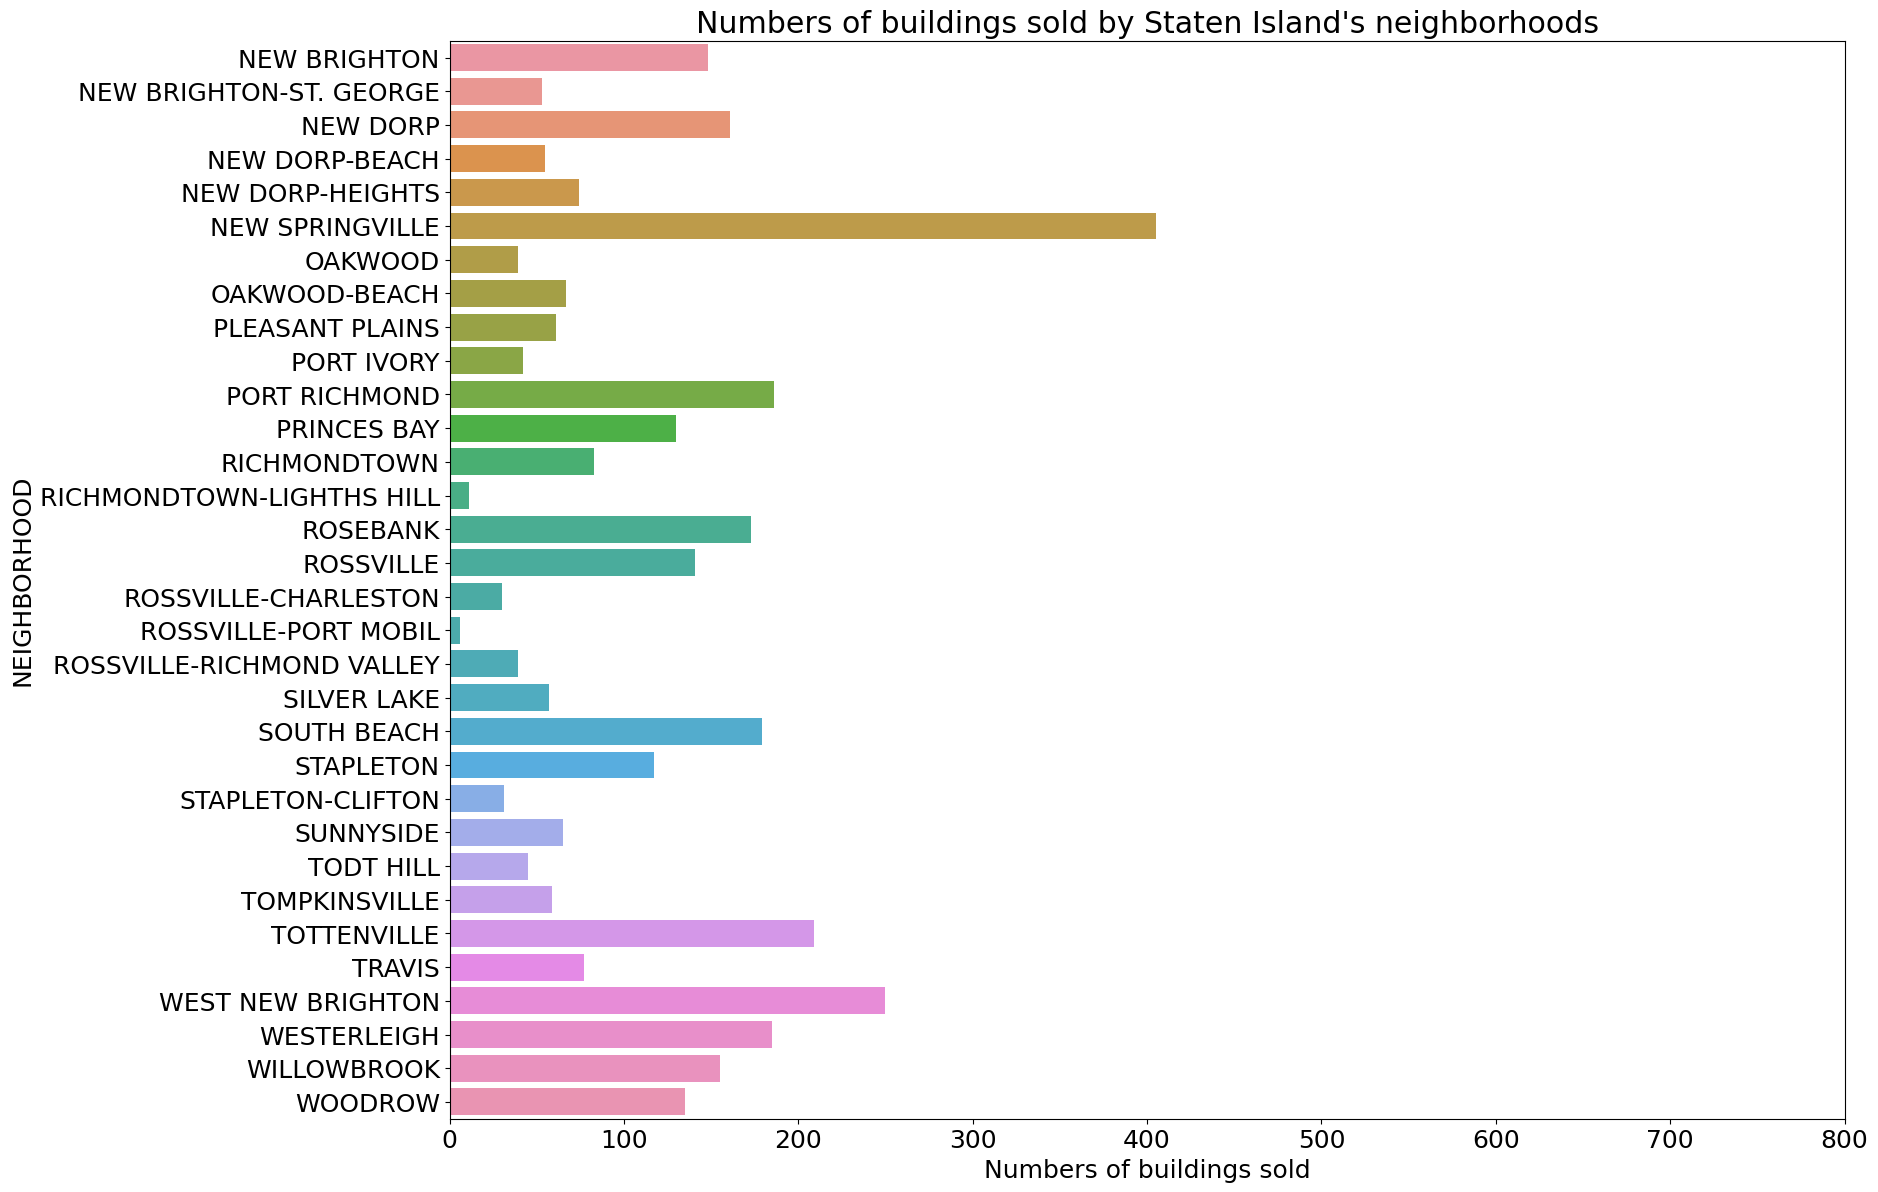 Numbers of buildings sold by Staten Island's neighborhoods
NEW BRIGHTON
NEW BRIGHTON-ST. GEORGE
NEW DORP
NEW DORP-BEACH
NEW DORP-HEIGHTS
NEW SPRINGVILLE
OAKWOOD
OAKWOOD-BEACH
PLEASANT PLAINS
PORT IVORY
PORT RICHMOND
PRINCES BAY
RICHMONDTOWN
RICHMONDTOWN-LIGHTHS HILL
ROSEBANK
ROSSVILLE
ROSSVILLE-CHARLESTON
ROSSVILLE-PORT MOBIL
ROSSVILLE-RICHMOND VALLEY
SILVER LAKE
SOUTH BEACH
STAPLETON
STAPLETON-CLIFTON
SUNNYSIDE
TODT HILL
TOMPKINSVILLE
TOTTENVILLE
TRAVIS
WEST NEW BRIGHTON
WESTERLEIGH
WILLOWBROOK
WOODROW
NEIGHBORHOOD
0 100 200 300 400 500 600 700 800
Numbers of buildings sold